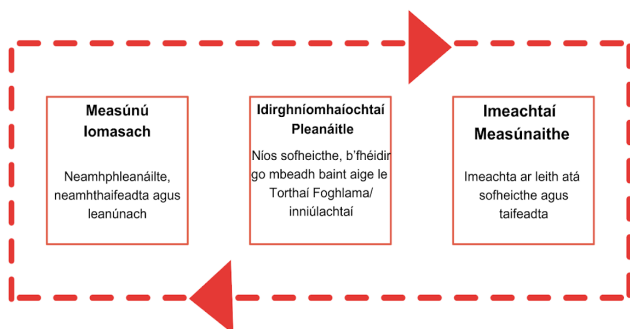 Measúnú
Iomasach
Neamhphleanáilte,
neamhthaifeadta agus
leanúnach
Idirghníomhaíochtaí
Pleanáilte
Níos sofheicthe, b'fhéidir
go mbeadh baint aige le
Torthaí Foghlama/
inniúlachtaí
Imeachtaí
Measúnaithe
Imeachta ar leith atá
sofheicthe agus
taifeadta